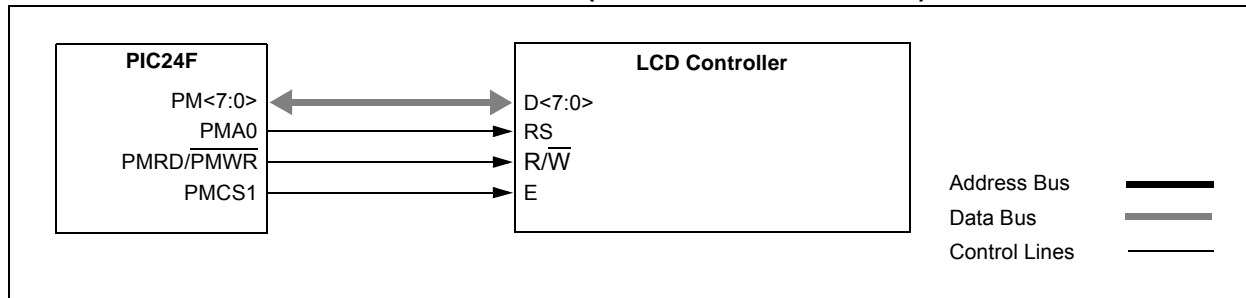 PIC24F
PM<7:0>
PMA0
PMRD/PMWR
PMCS1
LCD Controller
D<7:0>
RS
R/W
E
Address Bus
Data Bus
Control Lines